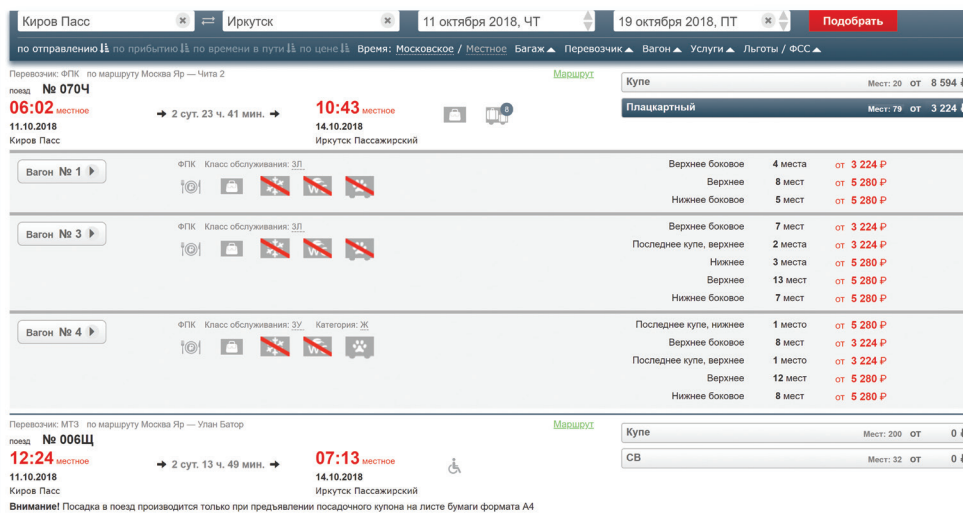 Киров Пасс Иркутск 11 октября 2018, ЧТ 19 октября 2018, ПТ Подобрать
по отправлению по прибытию по времени в пути по цене Время: Московское / Местное Багаж Перевозчик Вагон Услуги Льготы / ФСС
Перевозчик: ФПК по маршруту Москва Яр — Чита 2 Маршрут
поезд № 070Ч
06:02 местное
2 сут. 23 ч. 41 мин.
10:43 местное
8
11.10.2018 14.10.2018
Киров Пасс Иркутск Пассажирский
Купе Мест: 20 от 8 594
Плацкартный Мест: 79 от 3 224
Вагон № 1
ФПК Класс обслуживания: 3Л
Верхнее боковое 4 места от 3 224 ₽
Верхнее 8 мест от 5 280 ₽
Нижнее боковое 5 мест от 5 280 ₽
Вагон № 3
ФПК Класс обслуживания: 3Л
Верхнее боковое 7 мест от 3 224 ₽
Последнее купе, верхнее 2 места от 3 224 ₽
Нижнее 3 места от 5 280 ₽
Верхнее 13 мест от 5 280 ₽
Нижнее боковое 7 мест от 5 280 ₽
Вагон № 4
ФПК Класс обслуживания: 3У Категория: Ж
Последнее купе, нижнее 1 место от 5 280 ₽
Верхнее боковое 8 мест от 3 224 ₽
Последнее купе, верхнее 1 место от 3 224 ₽
Верхнее 12 мест от 5 280 ₽
Нижнее боковое 8 мест от 5 280 ₽
Перевозчик: МТЗ по маршруту Москва Яр — Улан Батор Маршрут
поезд № 006Щ
12:24 местное
2 сут. 13 ч. 49 мин.
07:13 местное
11.10.2018 14.10.2018
Киров Пасс Иркутск Пассажирский
Купе Мест: 200 от 0
СВ Мест: 32 от 0
Внимание! Посадка в поезд производится только при предъявлении посадочного купона на листе бумаги формата А4